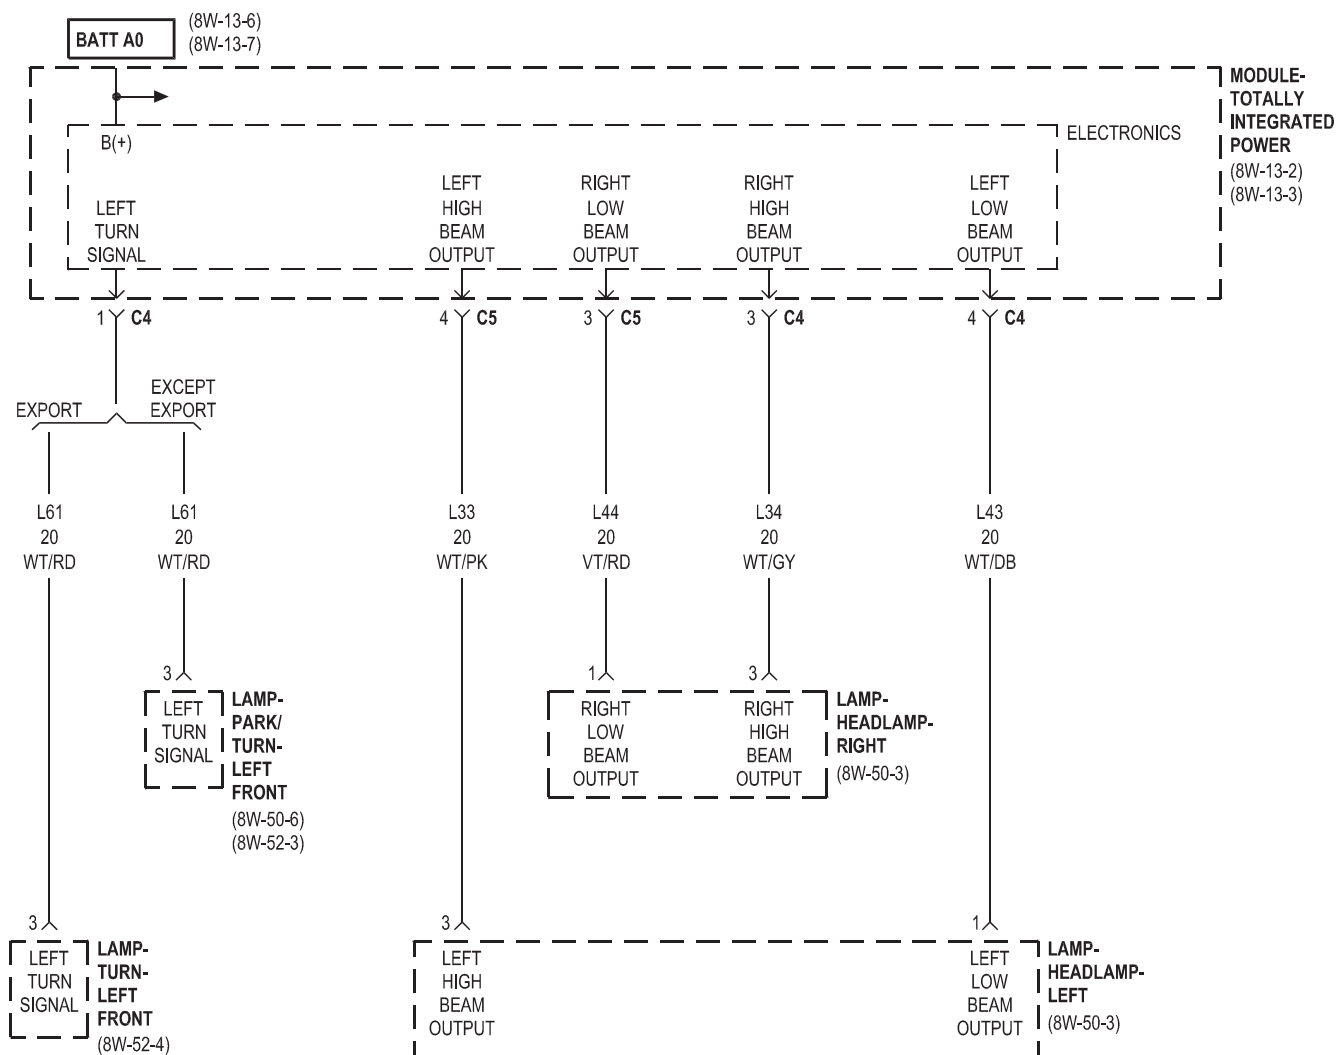 BATT A0
(8W-13-6)
(8W-13-7)
MODULE-
TOTALLY
INTEGRATED
POWER
(8W-13-2)
(8W-13-3)
ELECTRONICS
B(+)
LEFT
TURN
SIGNAL
LEFT
HIGH
BEAM
OUTPUT
RIGHT
LOW
BEAM
OUTPUT
RIGHT
HIGH
BEAM
OUTPUT
LEFT
LOW
BEAM
OUTPUT
1 C4
4 C5
3 C5
3 C4
4 C4
EXPORT
EXCEPT
EXPORT
L61
20
WT/RD
L61
20
WT/RD
L33
20
WT/PK
L44
20
VT/RD
L34
20
WT/GY
L43
20
WT/DB
3
LEFT
TURN
SIGNAL
LAMP-
PARK/
TURN-
LEFT
FRONT
(8W-50-6)
(8W-52-3)
1
RIGHT
LOW
BEAM
OUTPUT
3
RIGHT
HIGH
BEAM
OUTPUT
LAMP-
HEADLAMP-
RIGHT
(8W-50-3)
3
LEFT
TURN
SIGNAL
LAMP-
TURN-
LEFT
FRONT
(8W-52-4)
3
LEFT
HIGH
BEAM
OUTPUT
1
LEFT
LOW
BEAM
OUTPUT
LAMP-
HEADLAMP-
LEFT
(8W-50-3)